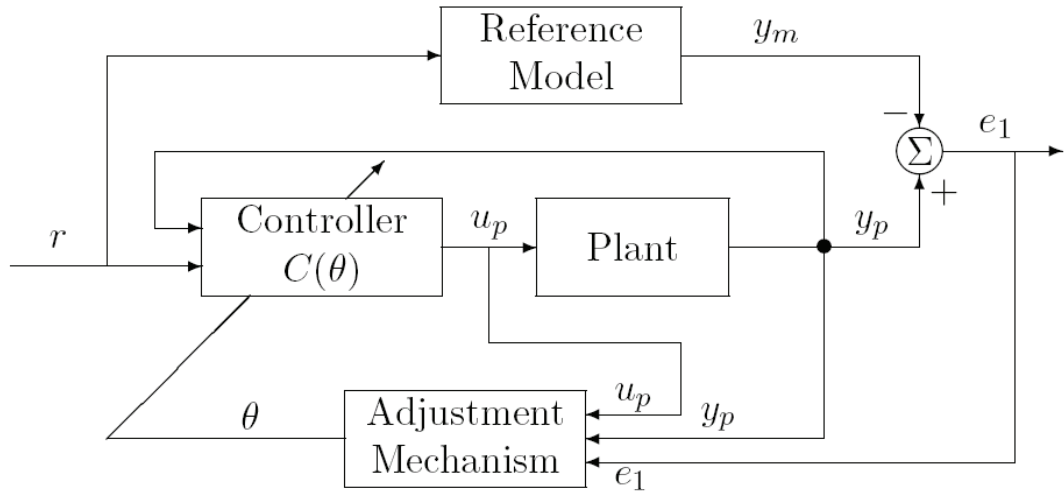 Reference
Model
y_m
−
e_1
Σ
+
r
Controller
C(θ)
u_p
Plant
y_p
θ
Adjustment
Mechanism
u_p
y_p
e_1